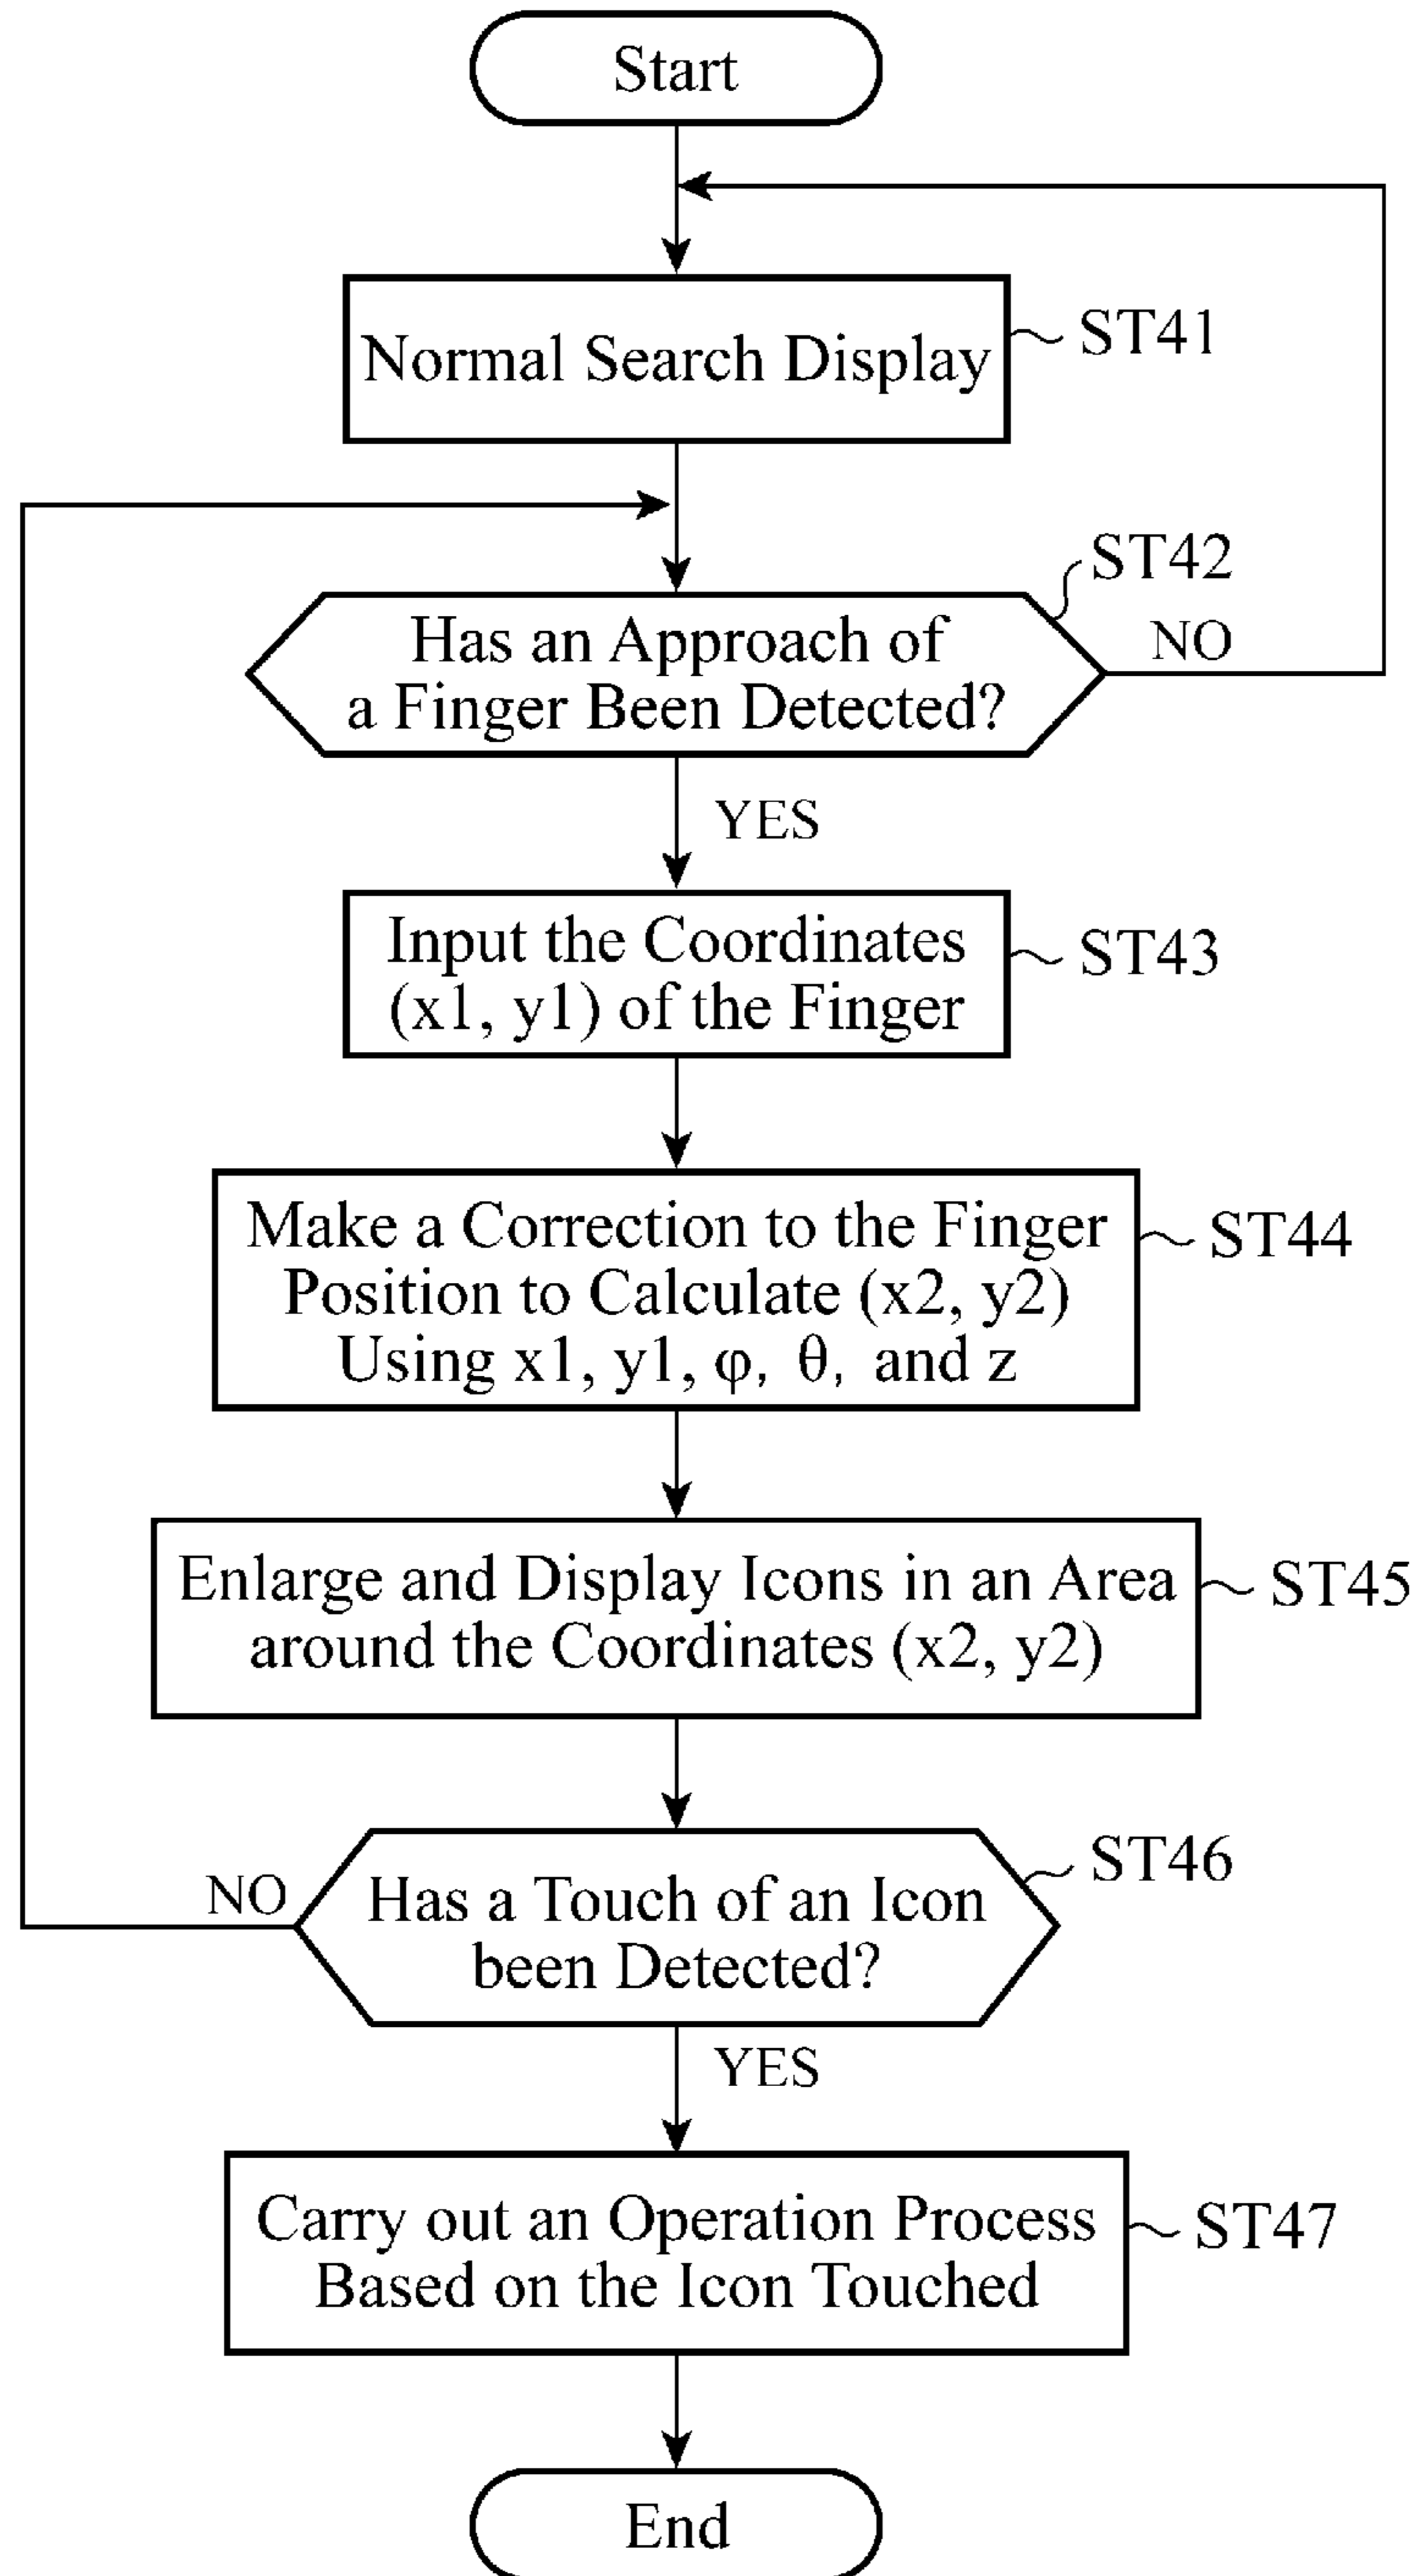 Start
Normal Search Display
ST41
ST42
Has an Approach of
a Finger Been Detected?
NO
YES
Input the Coordinates
(x1, y1) of the Finger
ST43
Make a Correction to the Finger
Position to Calculate (x2, y2)
Using x1, y1, φ, θ, and z
ST44
Enlarge and Display Icons in an Area
around the Coordinates (x2, y2)
ST45
ST46
NO
Has a Touch of an Icon
been Detected?
YES
Carry out an Operation Process
Based on the Icon Touched
ST47
End